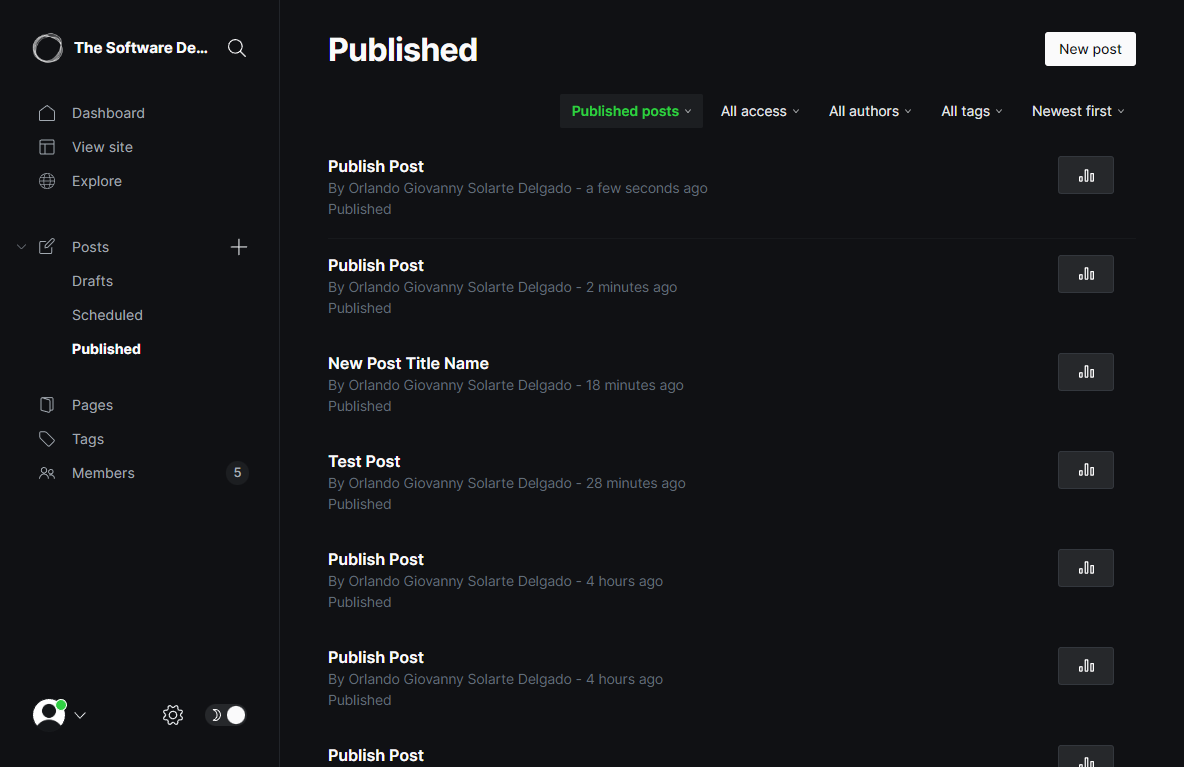 The Software De...
Dashboard
View site
Explore
Posts
Drafts
Scheduled
Published
Pages
Tags
Members 5
Published
New post
Published posts All access All authors All tags Newest first
Publish Post
By Orlando Giovanny Solarte Delgado - a few seconds ago
Published
Publish Post
By Orlando Giovanny Solarte Delgado - 2 minutes ago
Published
New Post Title Name
By Orlando Giovanny Solarte Delgado - 18 minutes ago
Published
Test Post
By Orlando Giovanny Solarte Delgado - 28 minutes ago
Published
Publish Post
By Orlando Giovanny Solarte Delgado - 4 hours ago
Published
Publish Post
By Orlando Giovanny Solarte Delgado - 4 hours ago
Published
Publish Post